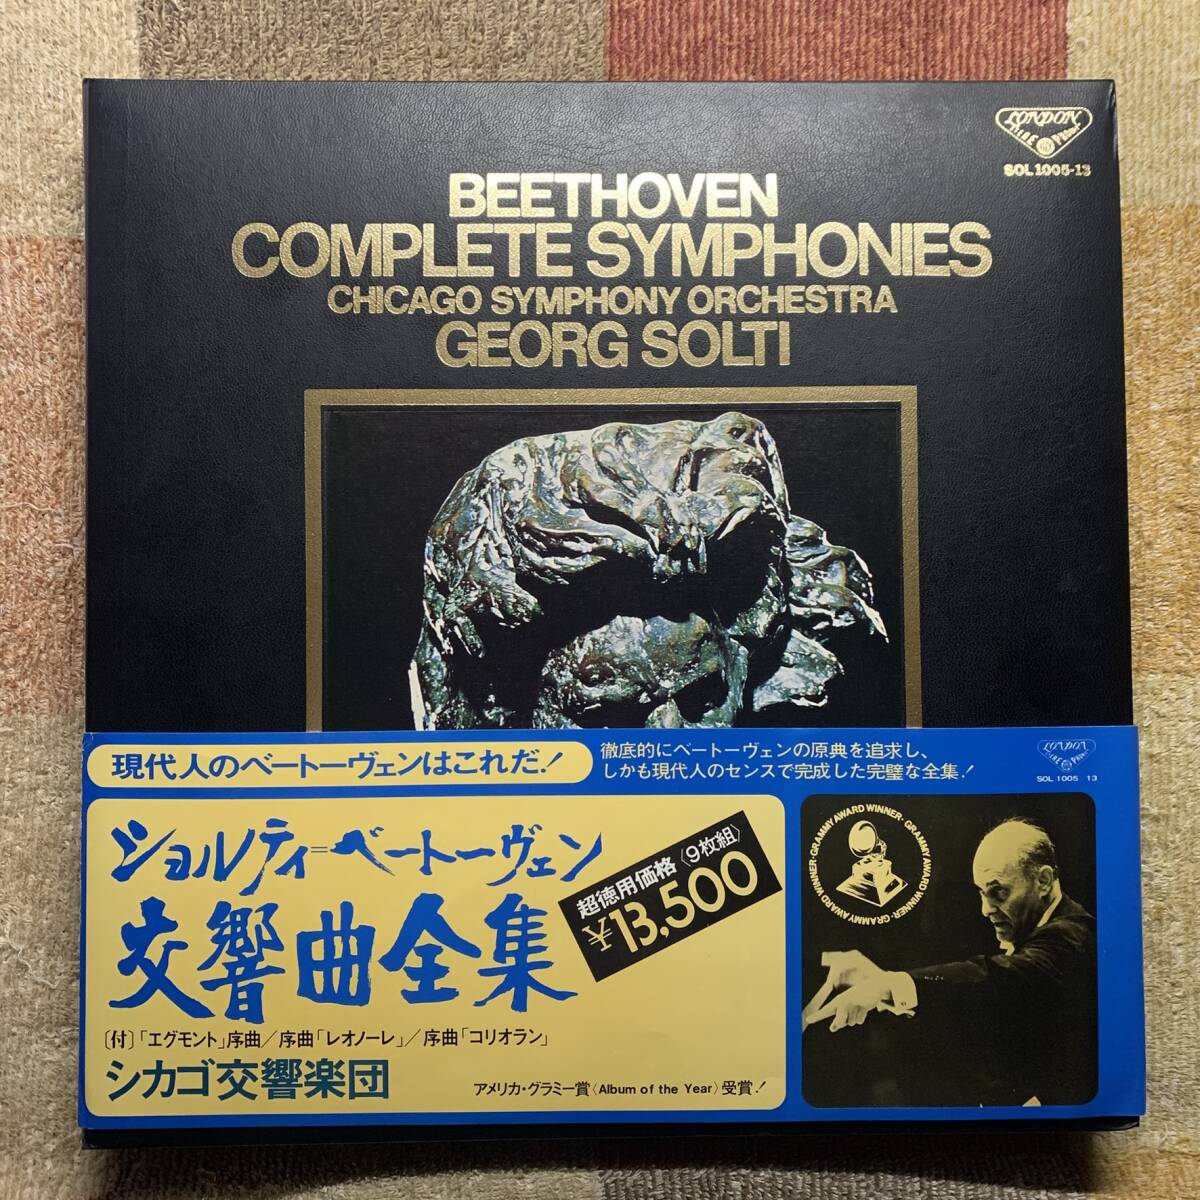 LONDON
SOL 1005-13
BEETHOVEN
COMPLETE SYMPHONIES
CHICAGO SYMPHONY ORCHESTRA
GEORG SOLTI
現代人のベートーヴェンはこれだ!
徹底的にベートーヴェンの原典を追求し、
しかも現代人のセンスで完成した完璧な全集!
LONDON
SOL 1005 13
ショルティ=ベートーヴェン
交響曲全集
超徳用価格〈9枚組〉
¥13,500
〔付〕「エグモント」序曲/序曲「レオノーレ」/序曲「コリオラン」
シカゴ交響楽団
アメリカ・グラミー賞〈Album of the Year〉受賞!
GRAMMY AWARD WINNER・GRAMMY AWARD WINNER・GRAMMY AWARD WINNER・